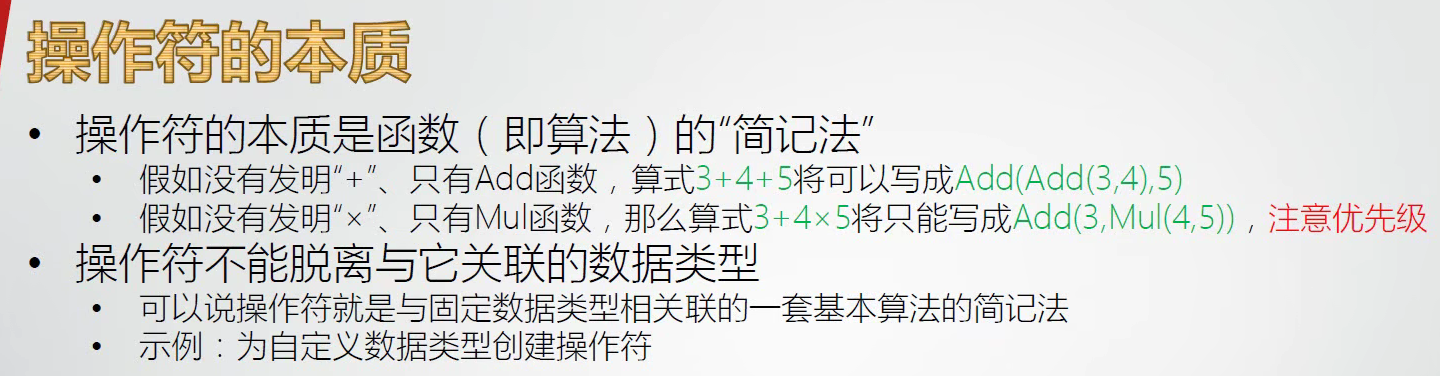 操作符的本质
• 操作符的本质是函数（即算法）的“简记法”
• 假如没有发明“+”、只有Add函数，算式3+4+5将可以写成Add(Add(3,4),5)
• 假如没有发明“×”、只有Mul函数，那么算式3+4×5将只能写成Add(3,Mul(4,5))，注意优先级
• 操作符不能脱离与它关联的数据类型
• 可以说操作符就是与固定数据类型相关联的一套基本算法的简记法
• 示例：为自定义数据类型创建操作符